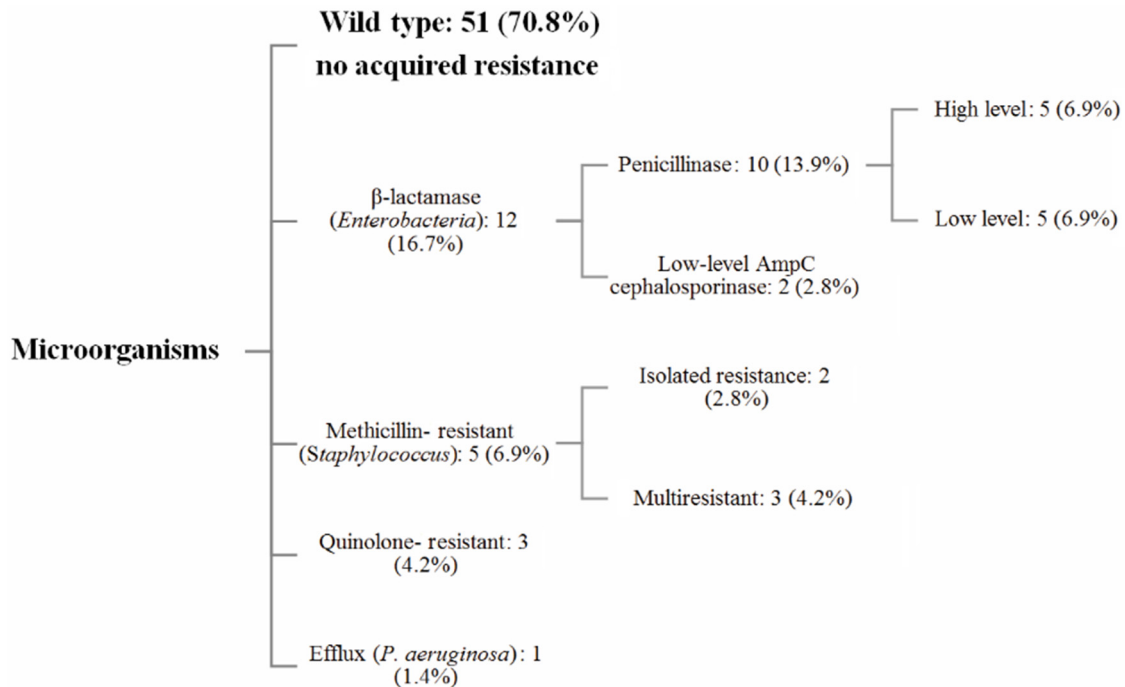 Wild type: 51 (70.8%)
no acquired resistance
High level: 5 (6.9%)
Penicillinase: 10 (13.9%)
β-lactamase
(Enterobacteria): 12
(16.7%)
Low level: 5 (6.9%)
Low-level AmpC
cephalosporinase: 2 (2.8%)
Microorganisms
Isolated resistance: 2
(2.8%)
Methicillin- resistant
(Staphylococcus): 5 (6.9%)
Multiresistant: 3 (4.2%)
Quinolone- resistant: 3
(4.2%)
Efflux (P. aeruginosa): 1
(1.4%)